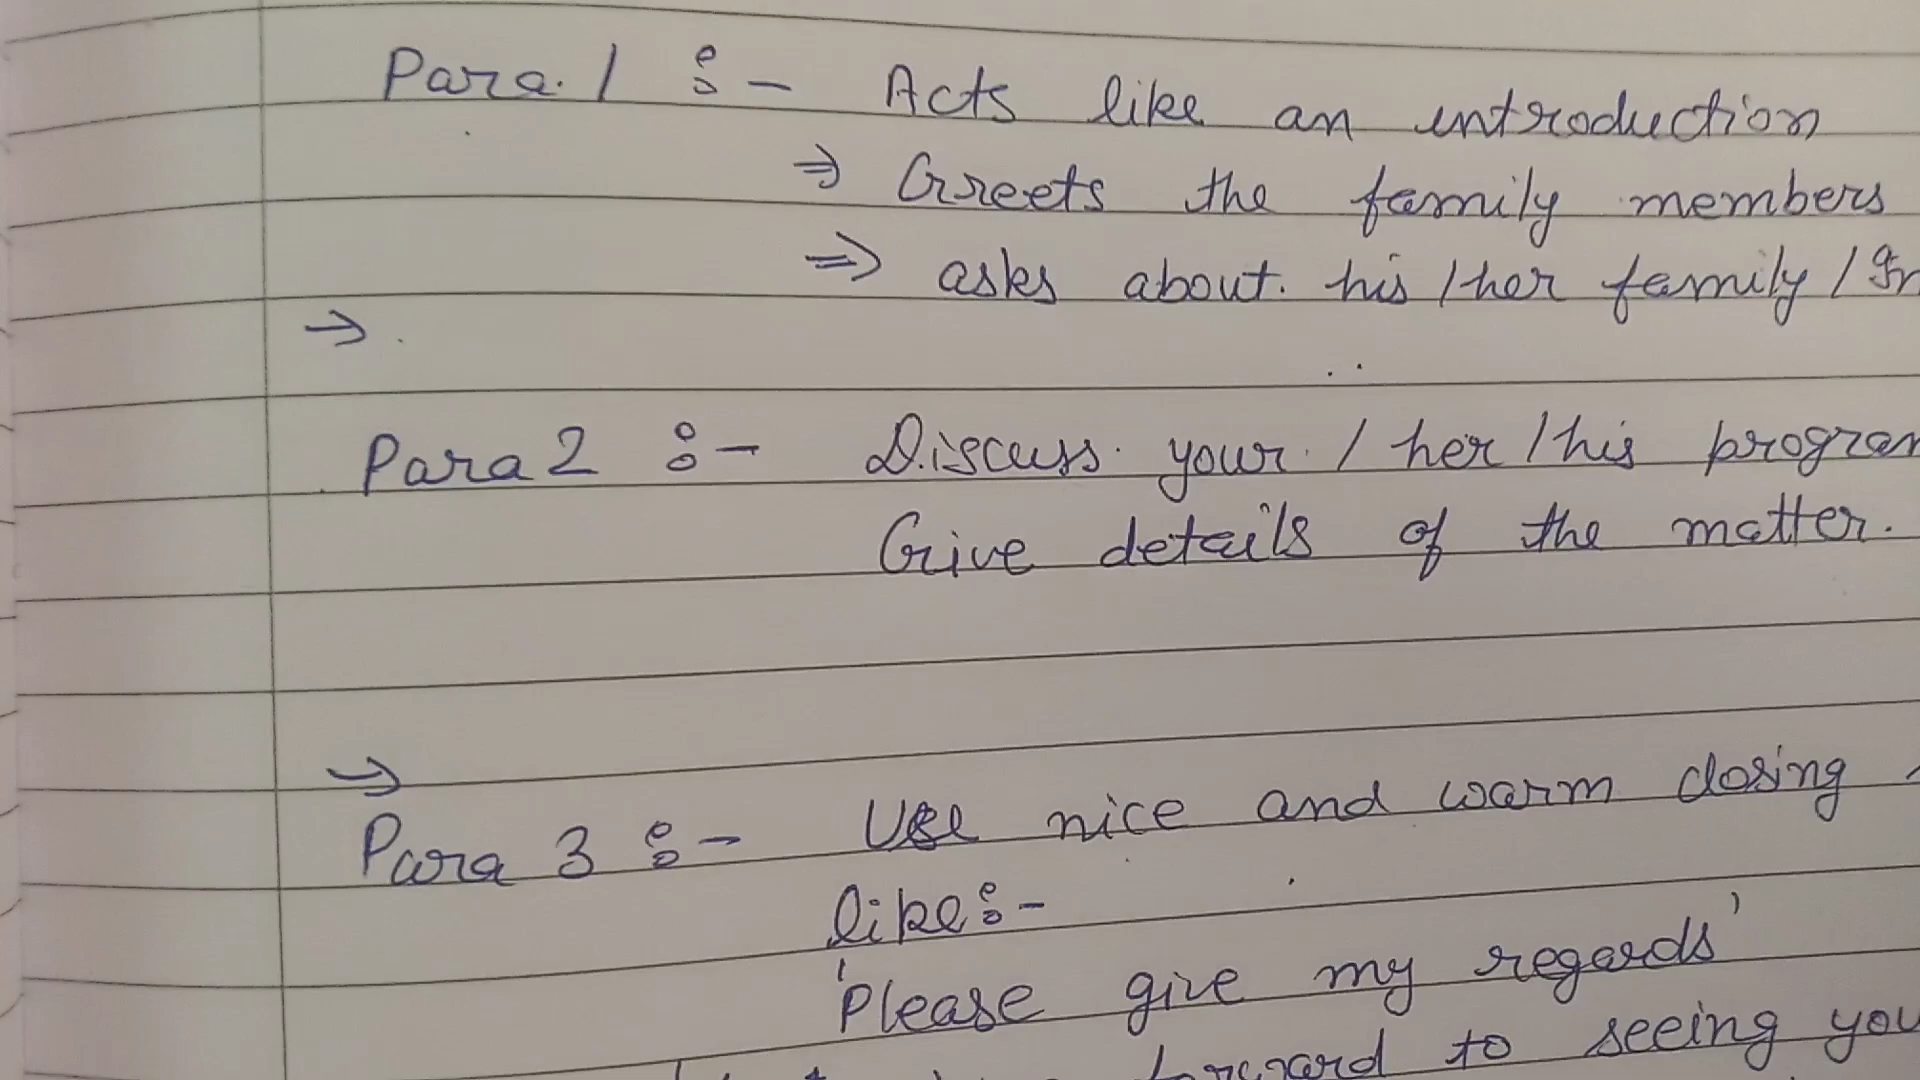 Para. 1 :- Acts like an introduction
⇒ Greets the family members
⇒ asks about his / her family /
→
Para 2 :- Discuss your / her / his
Give details of the matter.
→
Para 3 :- Use nice and warm closing
like :-
'Please give my regards'
forward to seeing you